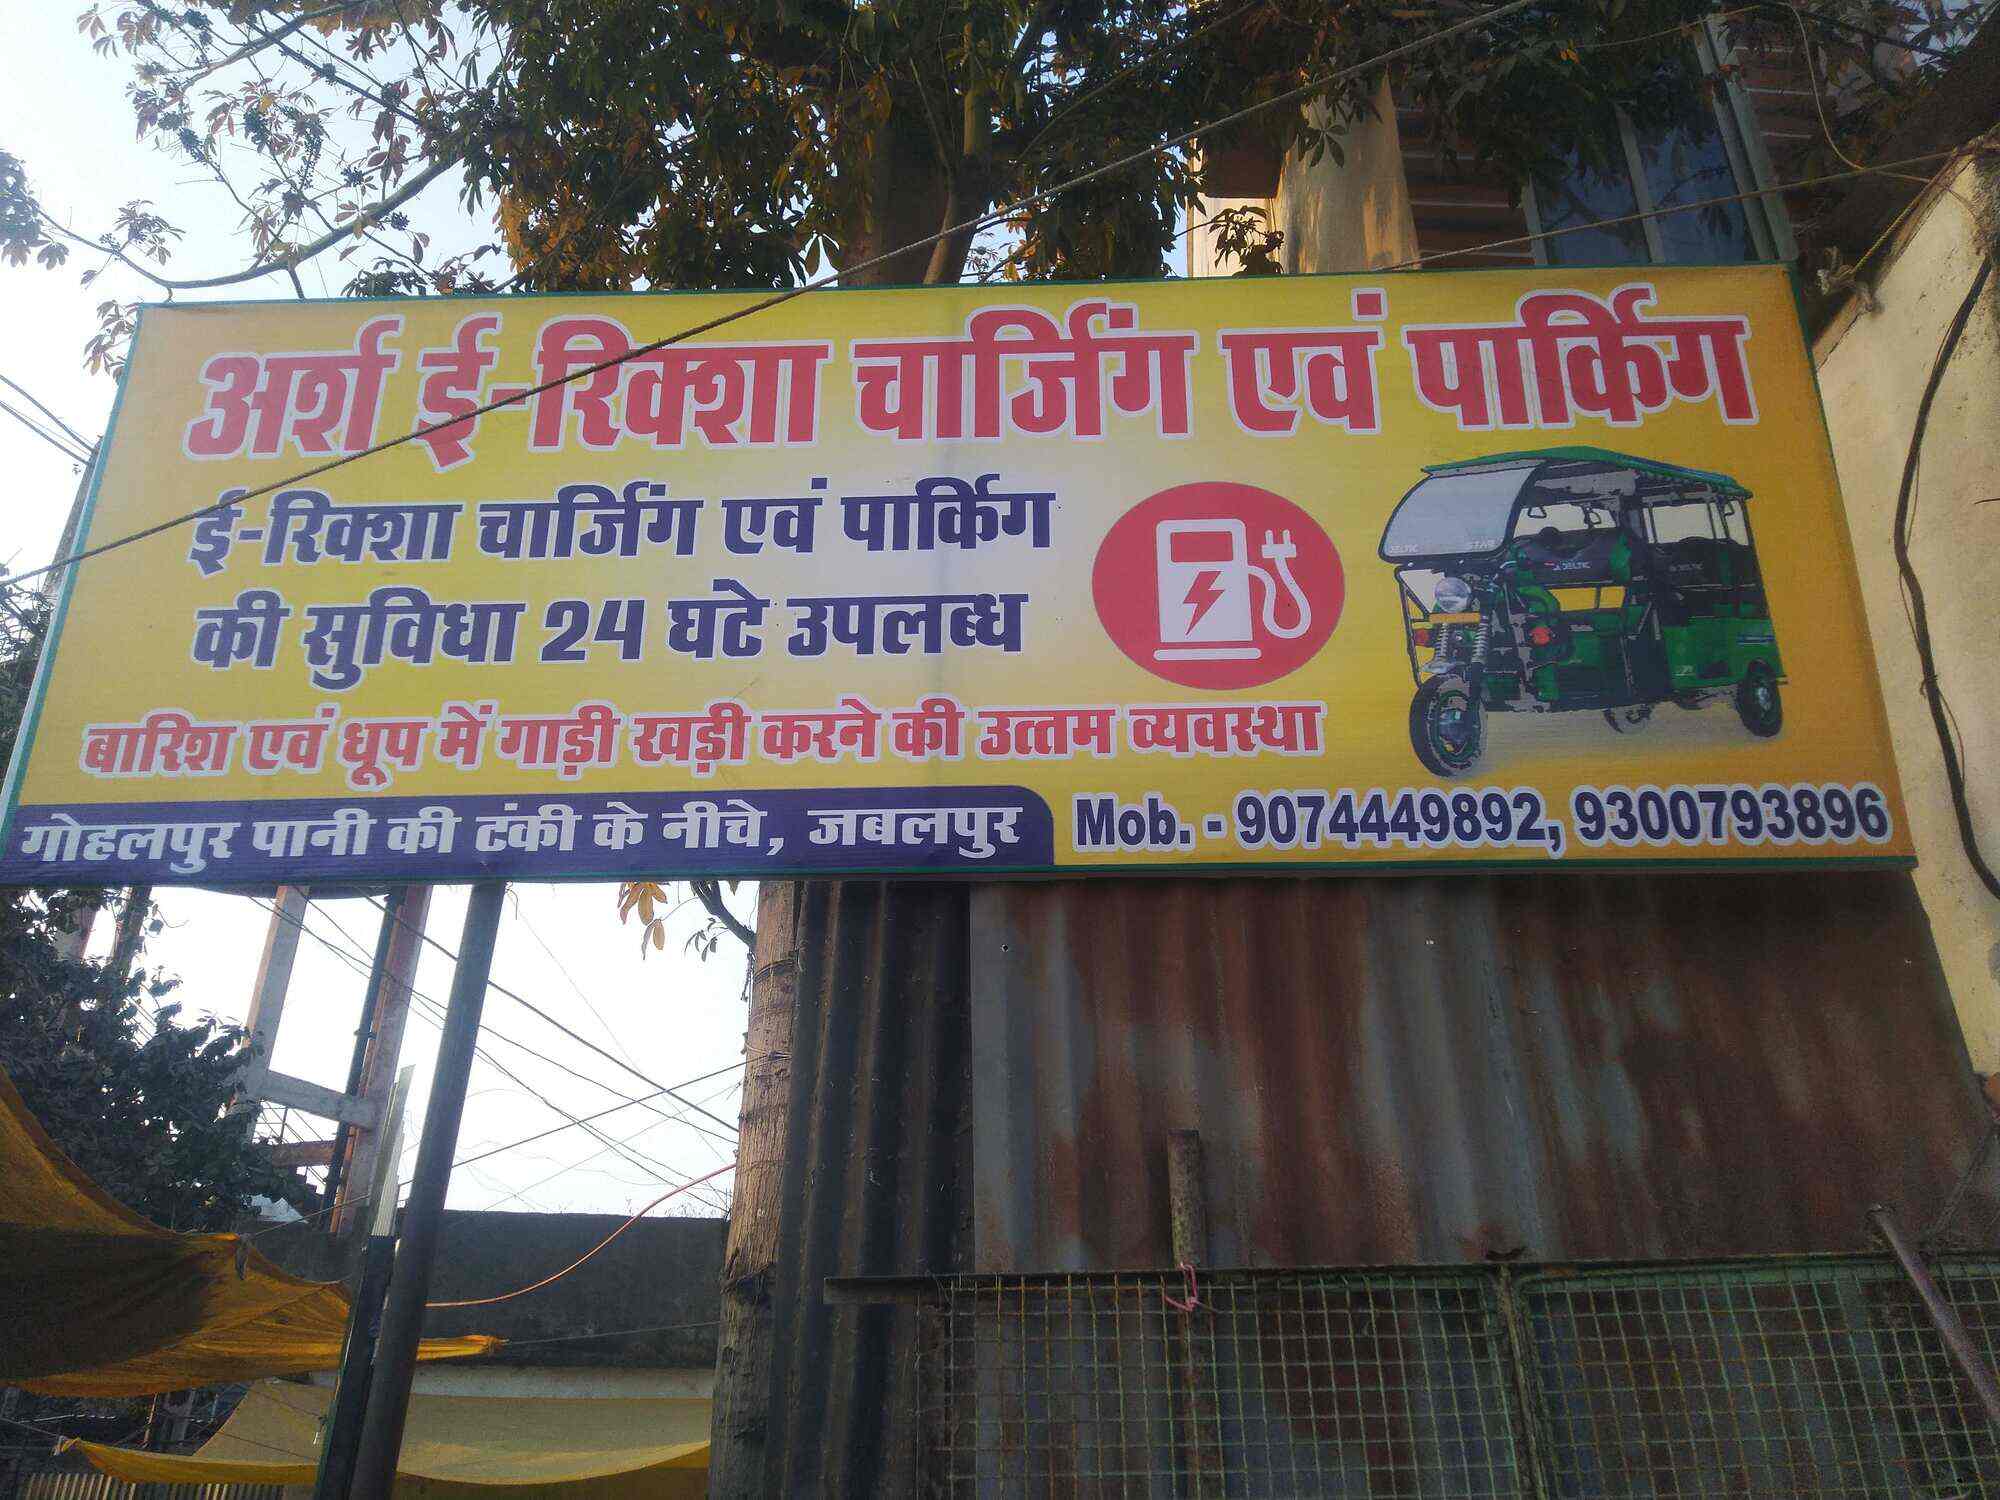 अर्श ई-रिक्शा चार्जिंग एवं पार्किंग
ई-रिक्शा चार्जिंग एवं पार्किग
की सुविधा 24 घटे उपलब्ध
बारिश एवं धूप में गाड़ी खड़ी करने की उत्तम व्यवस्था
गोहलपुर पानी की टंकी के नीचे, जबलपुर
Mob. - 9074449892, 9300793896